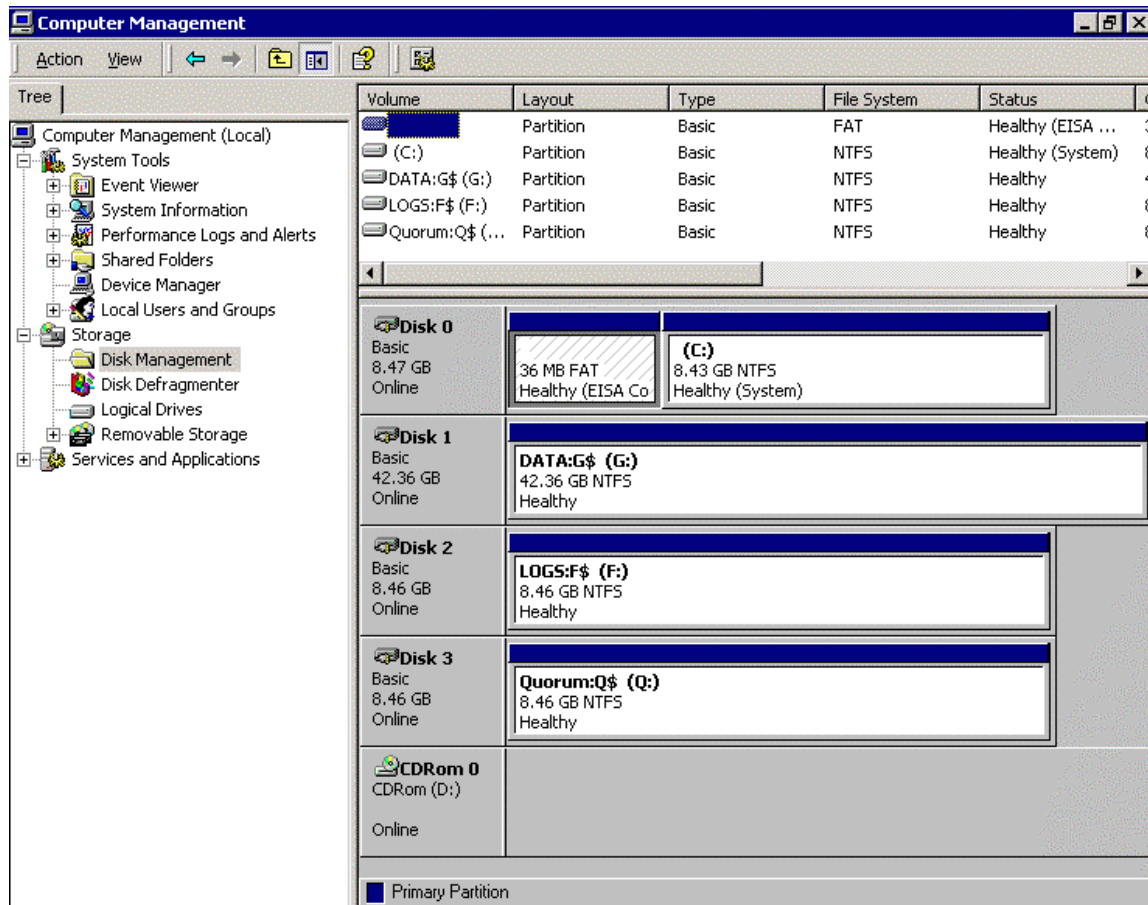 Computer Management
Action View
Tree
Computer Management (Local)
System Tools
Event Viewer
System Information
Performance Logs and Alerts
Shared Folders
Device Manager
Local Users and Groups
Storage
Disk Management
Disk Defragmenter
Logical Drives
Removable Storage
Services and Applications
Volume Layout Type File System Status
Partition Basic FAT Healthy (EISA ...
(C:) Partition Basic NTFS Healthy (System)
DATA:G$ (G:) Partition Basic NTFS Healthy
LOGS:F$ (F:) Partition Basic NTFS Healthy
Quorum:Q$ (... Partition Basic NTFS Healthy
Disk 0
Basic
8.47 GB
Online
36 MB FAT
Healthy (EISA Co
(C:)
8.43 GB NTFS
Healthy (System)
Disk 1
Basic
42.36 GB
Online
DATA:G$ (G:)
42.36 GB NTFS
Healthy
Disk 2
Basic
8.46 GB
Online
LOGS:F$ (F:)
8.46 GB NTFS
Healthy
Disk 3
Basic
8.46 GB
Online
Quorum:Q$ (Q:)
8.46 GB NTFS
Healthy
CDRom 0
CDRom (D:)
Online
Primary Partition